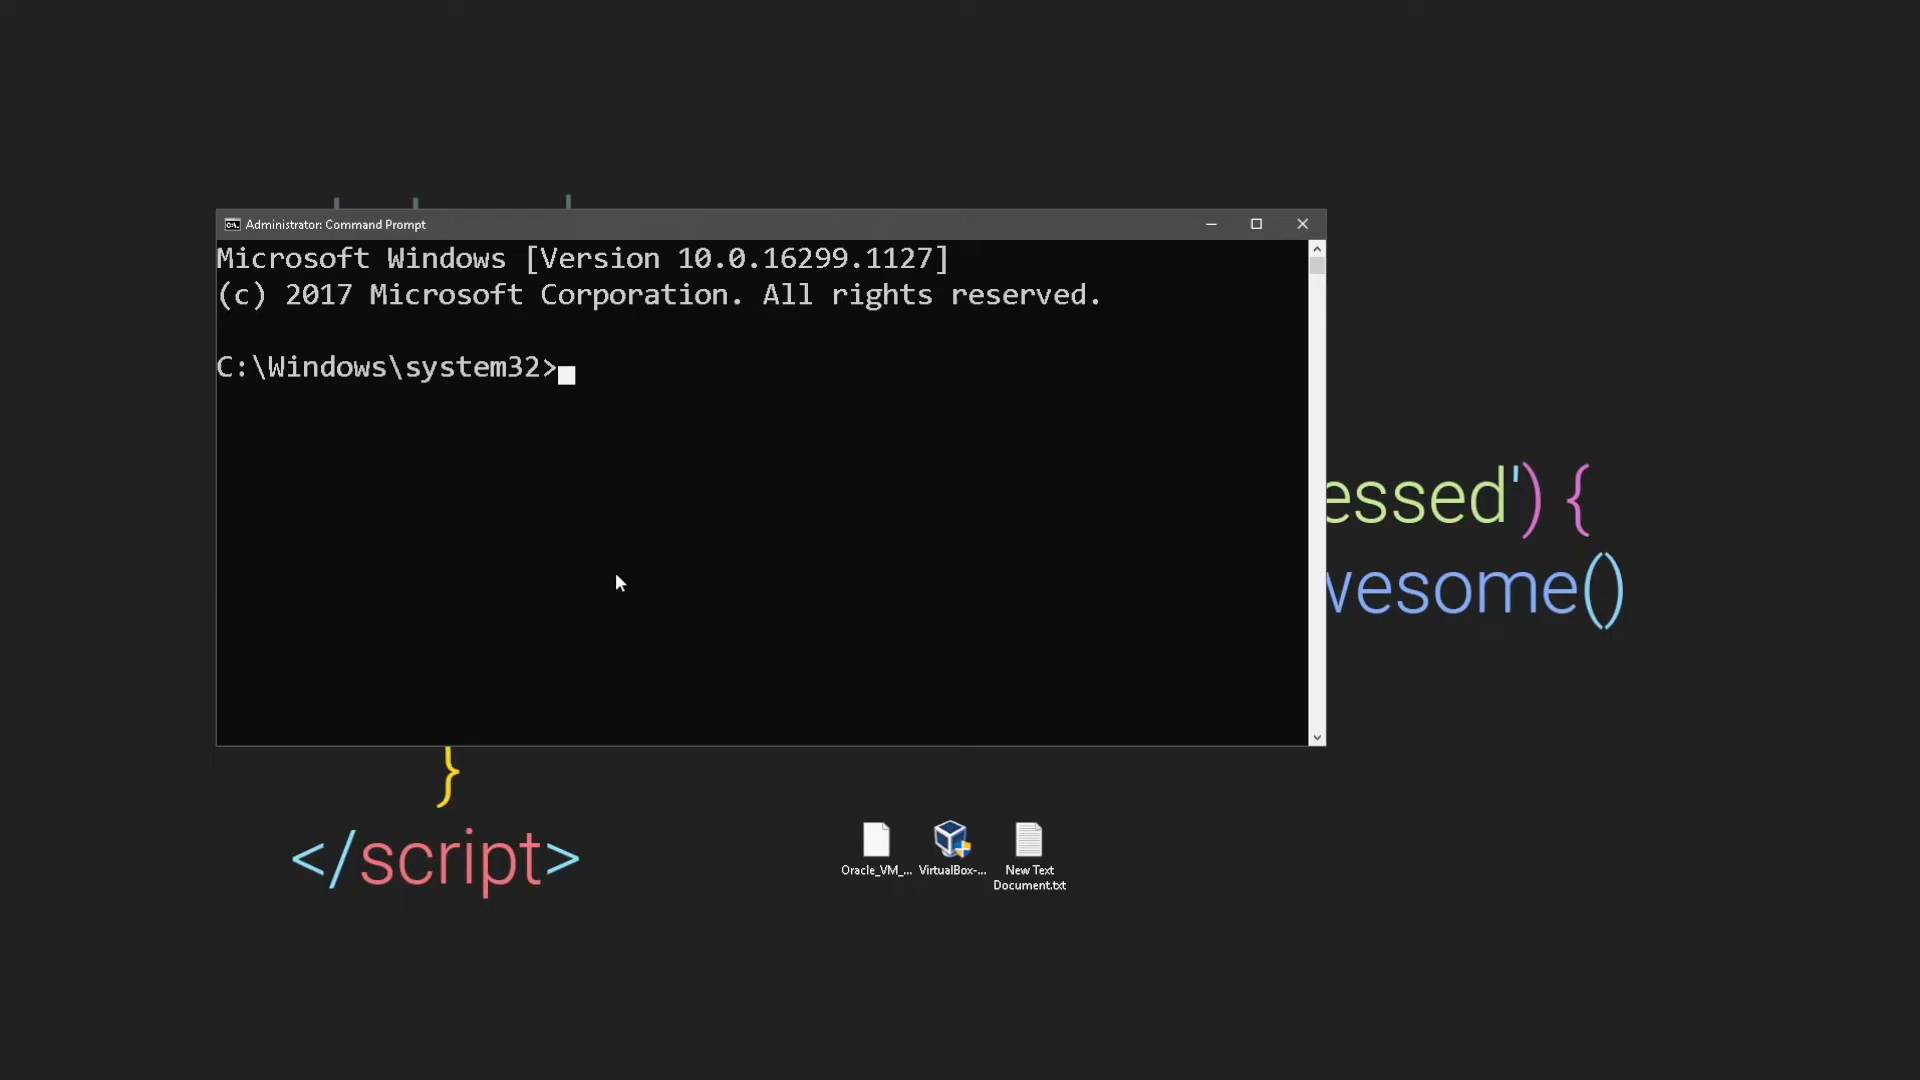 Administrator: Command Prompt
Microsoft Windows [Version 10.0.16299.1127]
(c) 2017 Microsoft Corporation. All rights reserved.
C:\Windows\system32>
essed') {
wesome()
}
</script>
Oracle_VM_...
VirtualBox-...
New Text
Document.txt